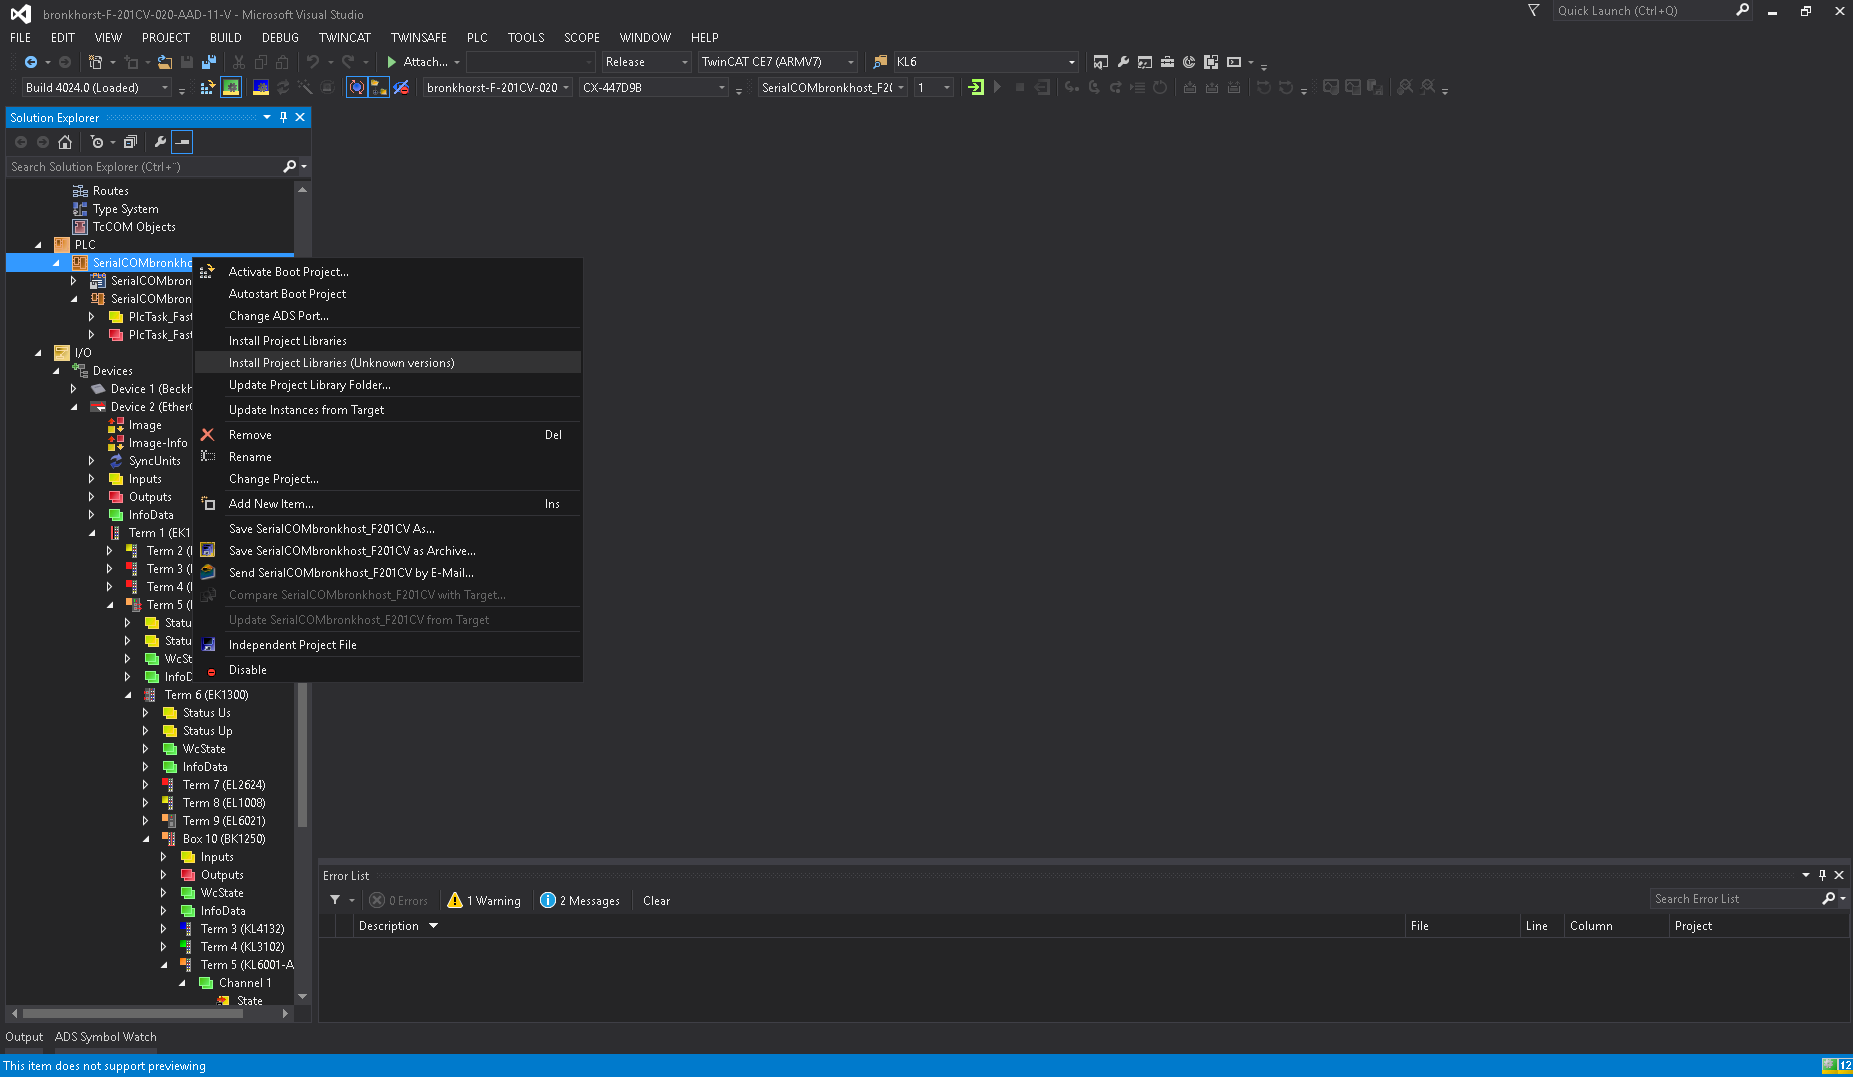 bronkhorst-F-201CV-020-AAD-11-V - Microsoft Visual Studio
Quick Launch (Ctrl+Q)
FILE EDIT VIEW PROJECT BUILD DEBUG TWINCAT TWINSAFE PLC TOOLS SCOPE WINDOW HELP
Attach... Release TwinCAT CE7 (ARMV7) KL6
Build 4024.0 (Loaded) bronkhorst-F-201CV-020 CX-447D9B SerialCOMbronkhost_F20 1
Solution Explorer
Search Solution Explorer (Ctrl+¨)
Routes
Type System
TcCOM Objects
PLC
SerialCOMbronkho
SerialCOMbron
SerialCOMbron
PlcTask_Fast
PlcTask_Fast
I/O
Devices
Device 1 (Beckh
Device 2 (EtherC
Image
Image-Info
SyncUnits
Inputs
Outputs
InfoData
Term 1 (EK1
Term 2 (
Term 3 (
Term 4 (
Term 5 (
Statu
Statu
WcSt
InfoD
Term 6 (EK1300)
Status Us
Status Up
WcState
InfoData
Term 7 (EL2624)
Term 8 (EL1008)
Term 9 (EL6021)
Box 10 (BK1250)
Inputs
Outputs
WcState
InfoData
Term 3 (KL4132)
Term 4 (KL3102)
Term 5 (KL6001-A
Channel 1
State
Activate Boot Project...
Autostart Boot Project
Change ADS Port...
Install Project Libraries
Install Project Libraries (Unknown versions)
Update Project Library Folder...
Update Instances from Target
Remove Del
Rename
Change Project...
Add New Item... Ins
Save SerialCOMbronkhost_F201CV As...
Save SerialCOMbronkhost_F201CV as Archive...
Send SerialCOMbronkhost_F201CV by E-Mail...
Compare SerialCOMbronkhost_F201CV with Target...
Update SerialCOMbronkhost_F201CV from Target
Independent Project File
Disable
Error List
0 Errors 1 Warning 2 Messages Clear
Search Error List
Description File Line Column Project
Output ADS Symbol Watch
This item does not support previewing
12